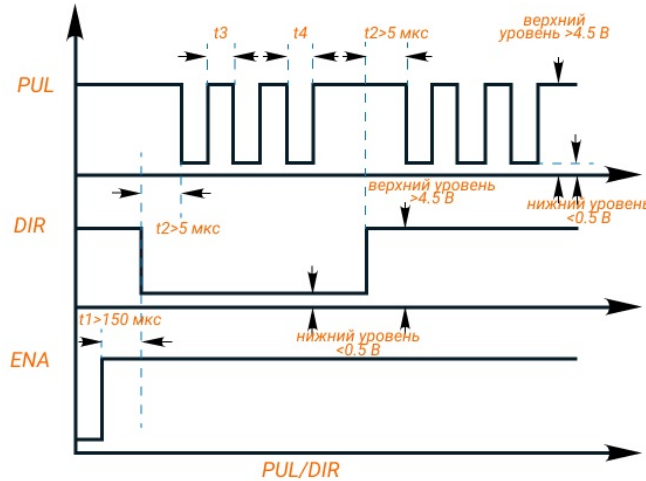 t3
t4
t2>5 мкс
верхний
уровень >4.5 В
PUL
верхний уровень
>4.5 В
нижний уровень
<0.5 В
DIR
t2>5 мкс
t1>150 мкс
нижний уровень
<0.5 В
ENA
PUL/DIR